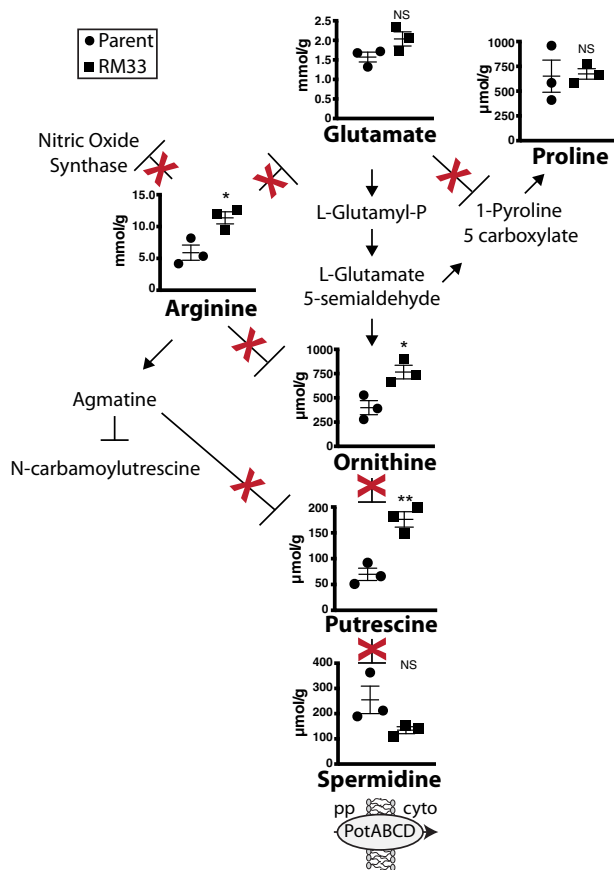 Parent
RM33
NS
2.5
2.0
1.5
1.0
0.5
0
mmol/g
Glutamate
NS
1000
750
500
250
0
µmol/g
Proline
Nitric Oxide
Synthase
*
15.0
10.0
5.0
0
mmol/g
Arginine
L-Glutamyl-P
1-Pyroline
5 carboxylate
L-Glutamate
5-semialdehyde
*
1000
750
500
250
0
µmol/g
Ornithine
Agmatine
N-carbamoylutrescine
**
200
150
100
50
0
µmol/g
Putrescine
NS
400
300
200
100
0
µmol/g
Spermidine
pp cyto
PotABCD